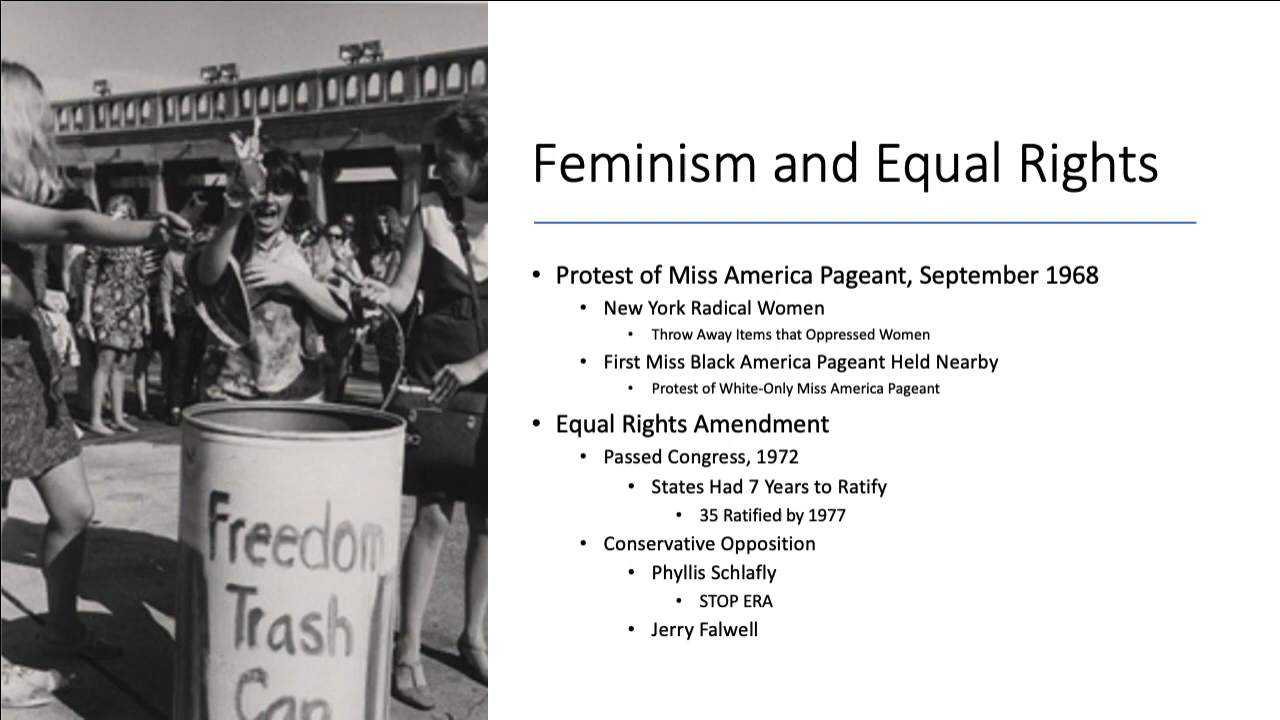 Freedom
Trash
Can
Feminism and Equal Rights
• Protest of Miss America Pageant, September 1968
• New York Radical Women
• Throw Away Items that Oppressed Women
• First Miss Black America Pageant Held Nearby
• Protest of White-Only Miss America Pageant
• Equal Rights Amendment
• Passed Congress, 1972
• States Had 7 Years to Ratify
• 35 Ratified by 1977
• Conservative Opposition
• Phyllis Schlafly
• STOP ERA
• Jerry Falwell